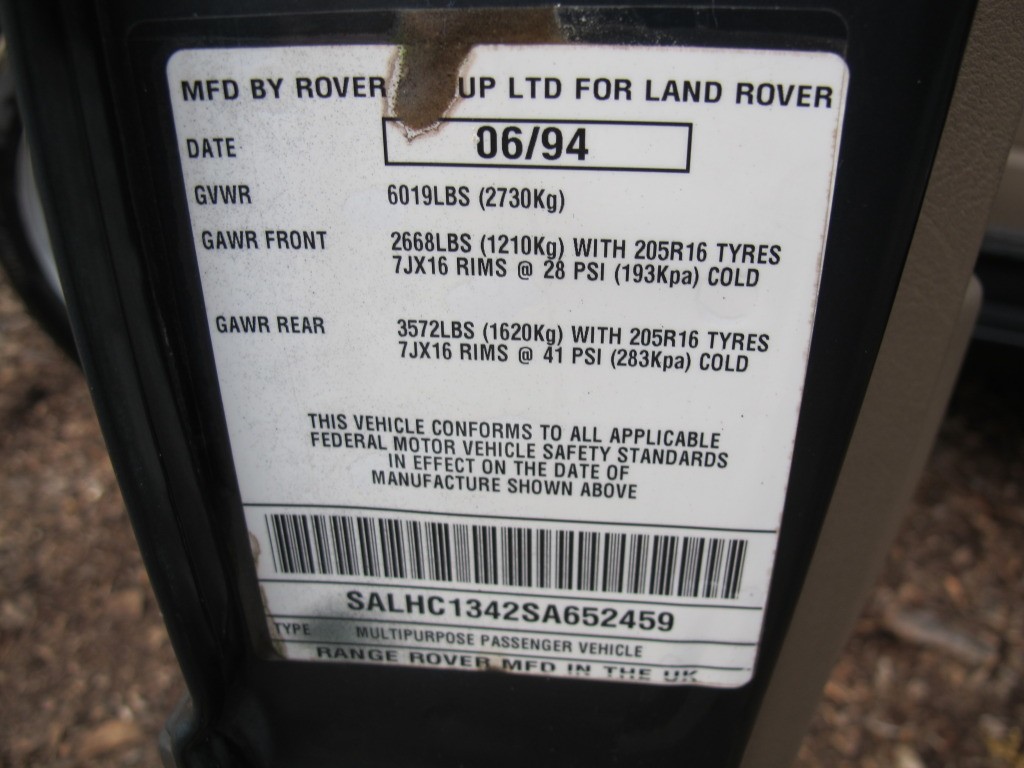 MFD BY ROVER UP LTD FOR LAND ROVER
DATE 06/94
GVWR 6019LBS (2730Kg)
GAWR FRONT 2668LBS (1210Kg) WITH 205R16 TYRES
7JX16 RIMS @ 28 PSI (193Kpa) COLD
GAWR REAR 3572LBS (1620Kg) WITH 205R16 TYRES
7JX16 RIMS @ 41 PSI (283Kpa) COLD
THIS VEHICLE CONFORMS TO ALL APPLICABLE
FEDERAL MOTOR VEHICLE SAFETY STANDARDS
IN EFFECT ON THE DATE OF
MANUFACTURE SHOWN ABOVE
SALHC1342SA652459
TYPE MULTIPURPOSE PASSENGER VEHICLE
RANGE ROVER MFD IN THE UK